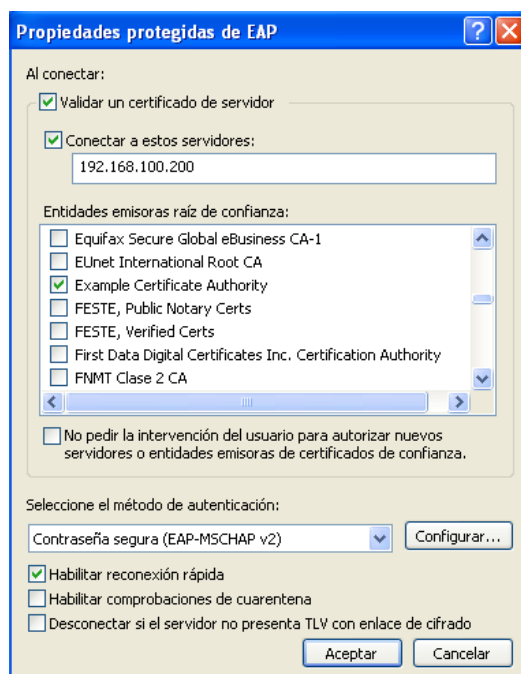 Propiedades protegidas de EAP
Al conectar:
Validar un certificado de servidor
Conectar a estos servidores:
192.168.100.200
Entidades emisoras raíz de confianza:
Equifax Secure Global eBusiness CA-1
EUnet International Root CA
Example Certificate Authority
FESTE, Public Notary Certs
FESTE, Verified Certs
First Data Digital Certificates Inc. Certification Authority
FNMT Clase 2 CA
No pedir la intervención del usuario para autorizar nuevos
servidores o entidades emisoras de certificados de confianza.
Seleccione el método de autenticación:
Contraseña segura (EAP-MSCHAP v2)
Configurar...
Habilitar reconexión rápida
Habilitar comprobaciones de cuarentena
Desconectar si el servidor no presenta TLV con enlace de cifrado
Aceptar
Cancelar